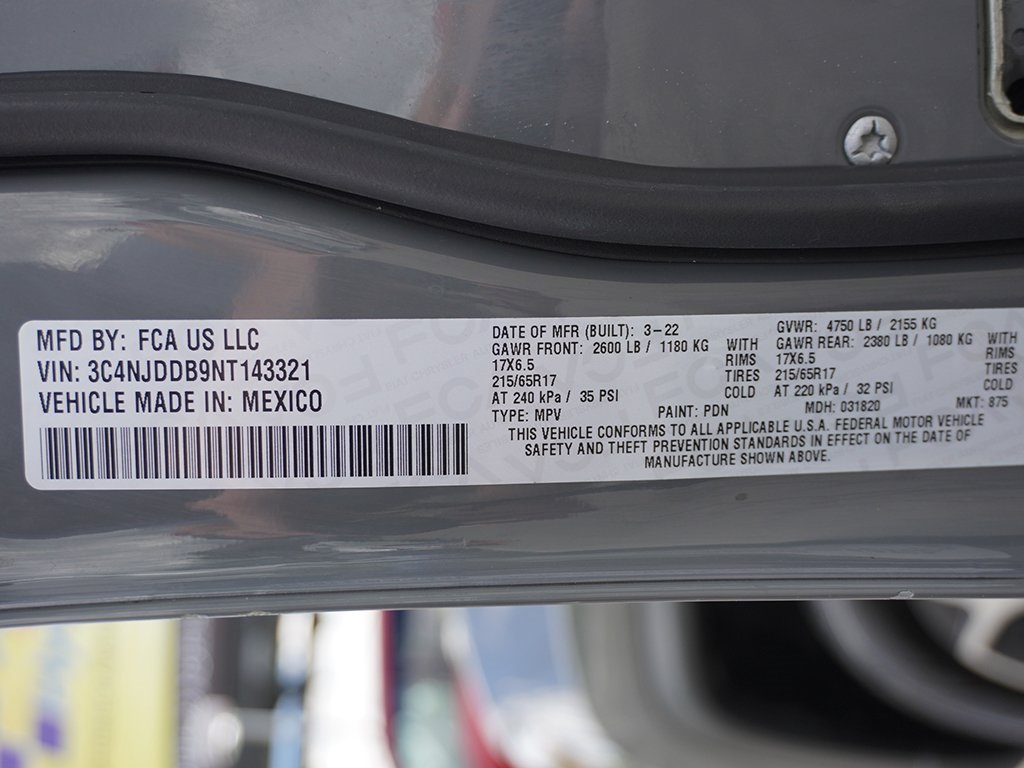 MFD BY: FCA US LLC
VIN: 3C4NJDDB9NT143321
VEHICLE MADE IN: MEXICO
DATE OF MFR (BUILT): 3-22 GVWR: 4750 LB / 2155 KG
GAWR FRONT: 2600 LB / 1180 KG WITH GAWR REAR: 2380 LB / 1080 KG WITH
17X6.5 RIMS 17X6.5 RIMS
215/65R17 TIRES 215/65R17 TIRES
AT 240 kPa / 35 PSI COLD AT 220 kPa / 32 PSI COLD
TYPE: MPV PAINT: PDN MDH: 031820 MKT: 875
THIS VEHICLE CONFORMS TO ALL APPLICABLE U.S.A. FEDERAL MOTOR VEHICLE
SAFETY AND THEFT PREVENTION STANDARDS IN EFFECT ON THE DATE OF
MANUFACTURE SHOWN ABOVE.